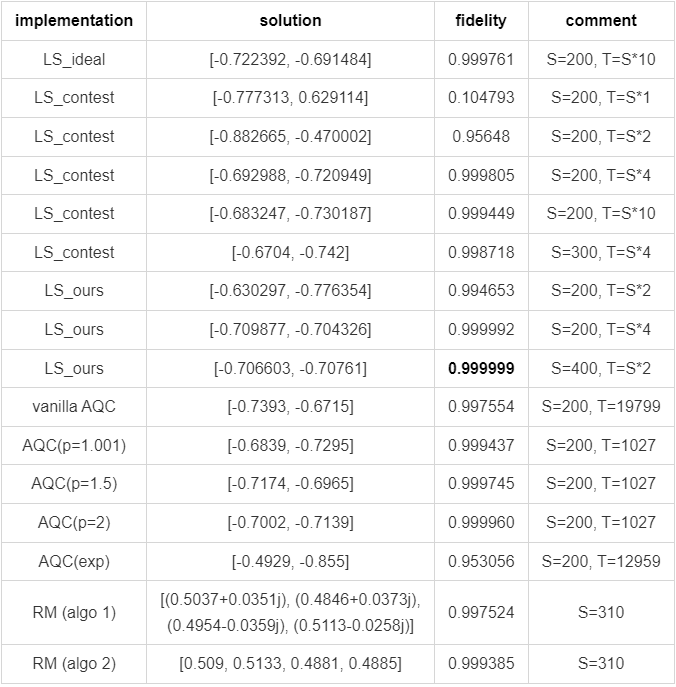 implementation solution fidelity comment
LS_ideal [-0.722392, -0.691484] 0.999761 S=200, T=S*10
LS_contest [-0.777313, 0.629114] 0.104793 S=200, T=S*1
LS_contest [-0.882665, -0.470002] 0.95648 S=200, T=S*2
LS_contest [-0.692988, -0.720949] 0.999805 S=200, T=S*4
LS_contest [-0.683247, -0.730187] 0.999449 S=200, T=S*10
LS_contest [-0.6704, -0.742] 0.998718 S=300, T=S*4
LS_ours [-0.630297, -0.776354] 0.994653 S=200, T=S*2
LS_ours [-0.709877, -0.704326] 0.999992 S=200, T=S*4
LS_ours [-0.706603, -0.70761] 0.999999 S=400, T=S*2
vanilla AQC [-0.7393, -0.6715] 0.997554 S=200, T=19799
AQC(p=1.001) [-0.6839, -0.7295] 0.999437 S=200, T=1027
AQC(p=1.5) [-0.7174, -0.6965] 0.999745 S=200, T=1027
AQC(p=2) [-0.7002, -0.7139] 0.999960 S=200, T=1027
AQC(exp) [-0.4929, -0.855] 0.953056 S=200, T=12959
RM (algo 1) [(0.5037+0.0351j), (0.4846+0.0373j),
(0.4954-0.0359j), (0.5113-0.0258j)] 0.997524 S=310
RM (algo 2) [0.509, 0.5133, 0.4881, 0.4885] 0.999385 S=310